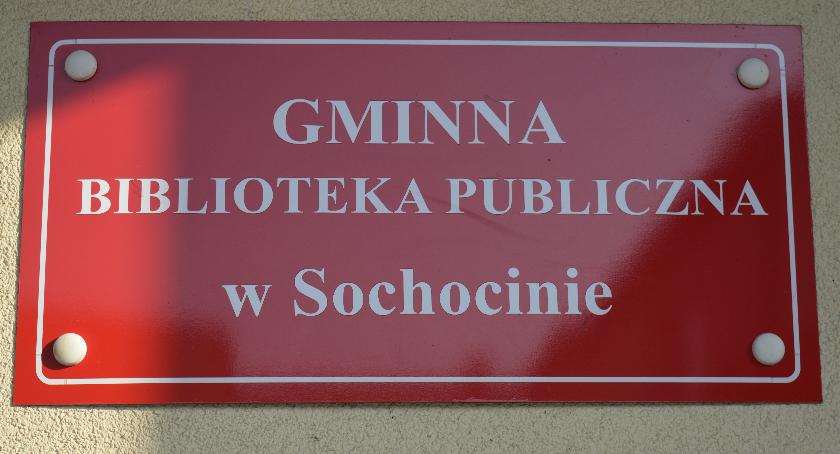 GMINNA
BIBLIOTEKA PUBLICZNA
w Sochocinie